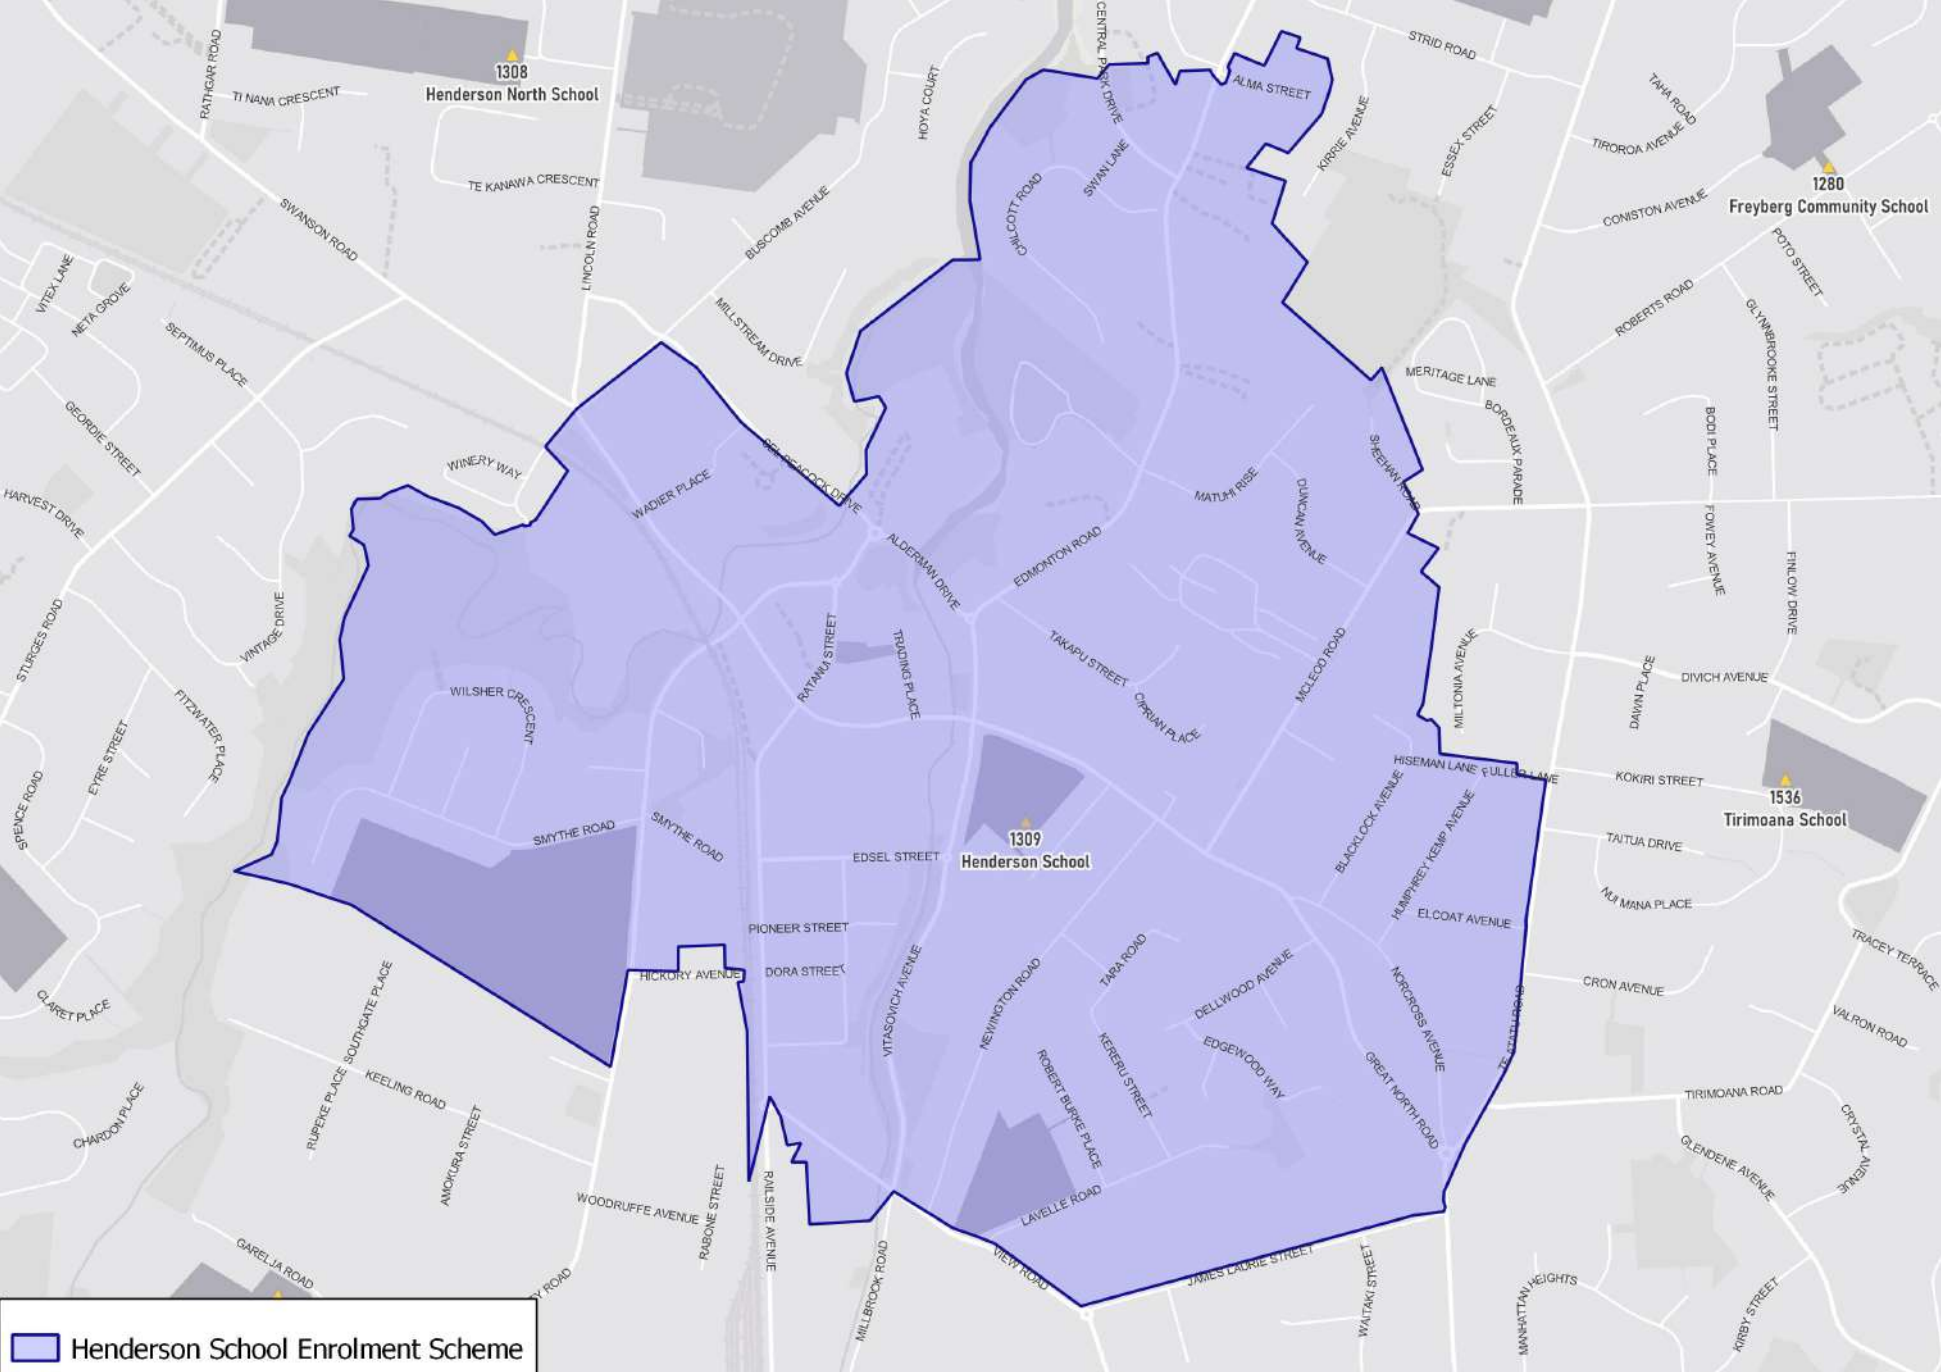 CENTRAL PARK DRIVE
STRID ROAD
RATHGAR ROAD
1308
Henderson North School
TI NANA CRESCENT
HOYA COURT
ALMA STREET
TAHA ROAD
KIRRIE AVENUE
ESSEX STREET
TIROROA AVENUE
TE KANAWA CRESCENT
SWAN LANE
1280
Freyberg Community School
SWANSON ROAD
LINCOLN ROAD
BUSCOMB AVENUE
CHILCOTT ROAD
CONISTON AVENUE
POTO STREET
VITEX LANE
NETA GROVE
SEPTIMUS PLACE
MILLSTREAM DRIVE
ROBERTS ROAD
GLYNNBROOKE STREET
MERITAGE LANE
BORDEAUX PARADE
BODI PLACE
GEORDIE STREET
WINERY WAY
WADIER PLACE
SEL PEACOCK DRIVE
MATUHI RISE
SHEEHAN ROAD
DUNCAN AVENUE
HARVEST DRIVE
ALDERMAN DRIVE
EDMONTON ROAD
FOWEY AVENUE
FINLOW DRIVE
STURGES ROAD
VINTAGE DRIVE
RATANUI STREET
TRADING PLACE
TAKAPU STREET
MCLEOD ROAD
MILTONIA AVENUE
DAWN PLACE
DIVICH AVENUE
WILSHER CRESCENT
CIPRIAN PLACE
FITZWATER PLACE
EYRE STREET
HISEMAN LANE
FULLER LANE
KOKIRI STREET
1536
Tirimoana School
SPENCE ROAD
SMYTHE ROAD
SMYTHE ROAD
EDSEL STREET
1309
Henderson School
BLACKLOCK AVENUE
HUMPHREY KEMP AVENUE
TAITUA DRIVE
NUI MANA PLACE
ELCOAT AVENUE
PIONEER STREET
HICKORY AVENUE
DORA STREET
VITASOVICH AVENUE
NEWINGTON ROAD
TARA ROAD
DELLWOOD AVENUE
NORCROSS AVENUE
TE ATATU ROAD
CRON AVENUE
TRACEY TERRACE
VALRON ROAD
CLARET PLACE
SOUTHGATE PLACE
RUPEKE PLACE
KEELING ROAD
AMOKURA STREET
CHARDON PLACE
ROBERT BURKE PLACE
KERERU STREET
EDGEWOOD WAY
GREAT NORTH ROAD
TIRIMOANA ROAD
GLENDENE AVENUE
CRYSTAL AVENUE
WOODRUFFE AVENUE
RABONE STREET
RAILSIDE AVENUE
LAVELLE ROAD
GARELJA ROAD
MILLBROOK ROAD
VIEW ROAD
JAMES LAURIE STREET
WAITAKI STREET
MANHATTAN HEIGHTS
KIRBY STREET
ROAD
Henderson School Enrolment Scheme